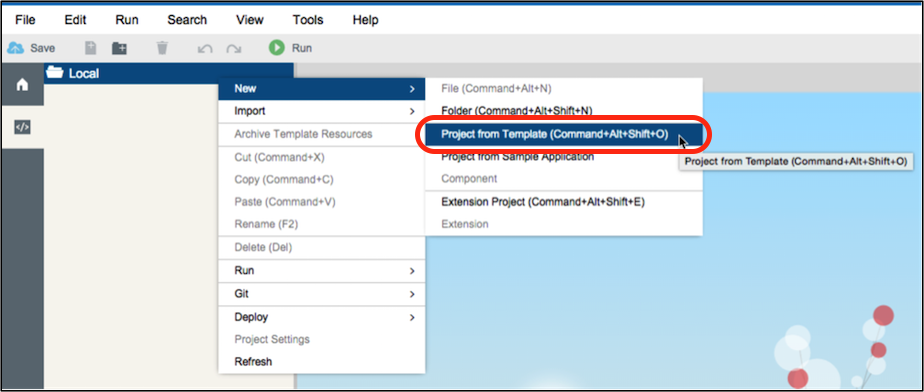 File Edit Run Search View Tools Help
Save Run
Local
New
Import
Archive Template Resources
Cut (Command+X)
Copy (Command+C)
Paste (Command+V)
Rename (F2)
Delete (Del)
Run
Git
Deploy
Project Settings
Refresh
File (Command+Alt+N)
Folder (Command+Alt+Shift+N)
Project from Template (Command+Alt+Shift+O)
Project from Sample Application
Component
Extension Project (Command+Alt+Shift+E)
Extension
Project from Template (Command+Alt+Shift+O)